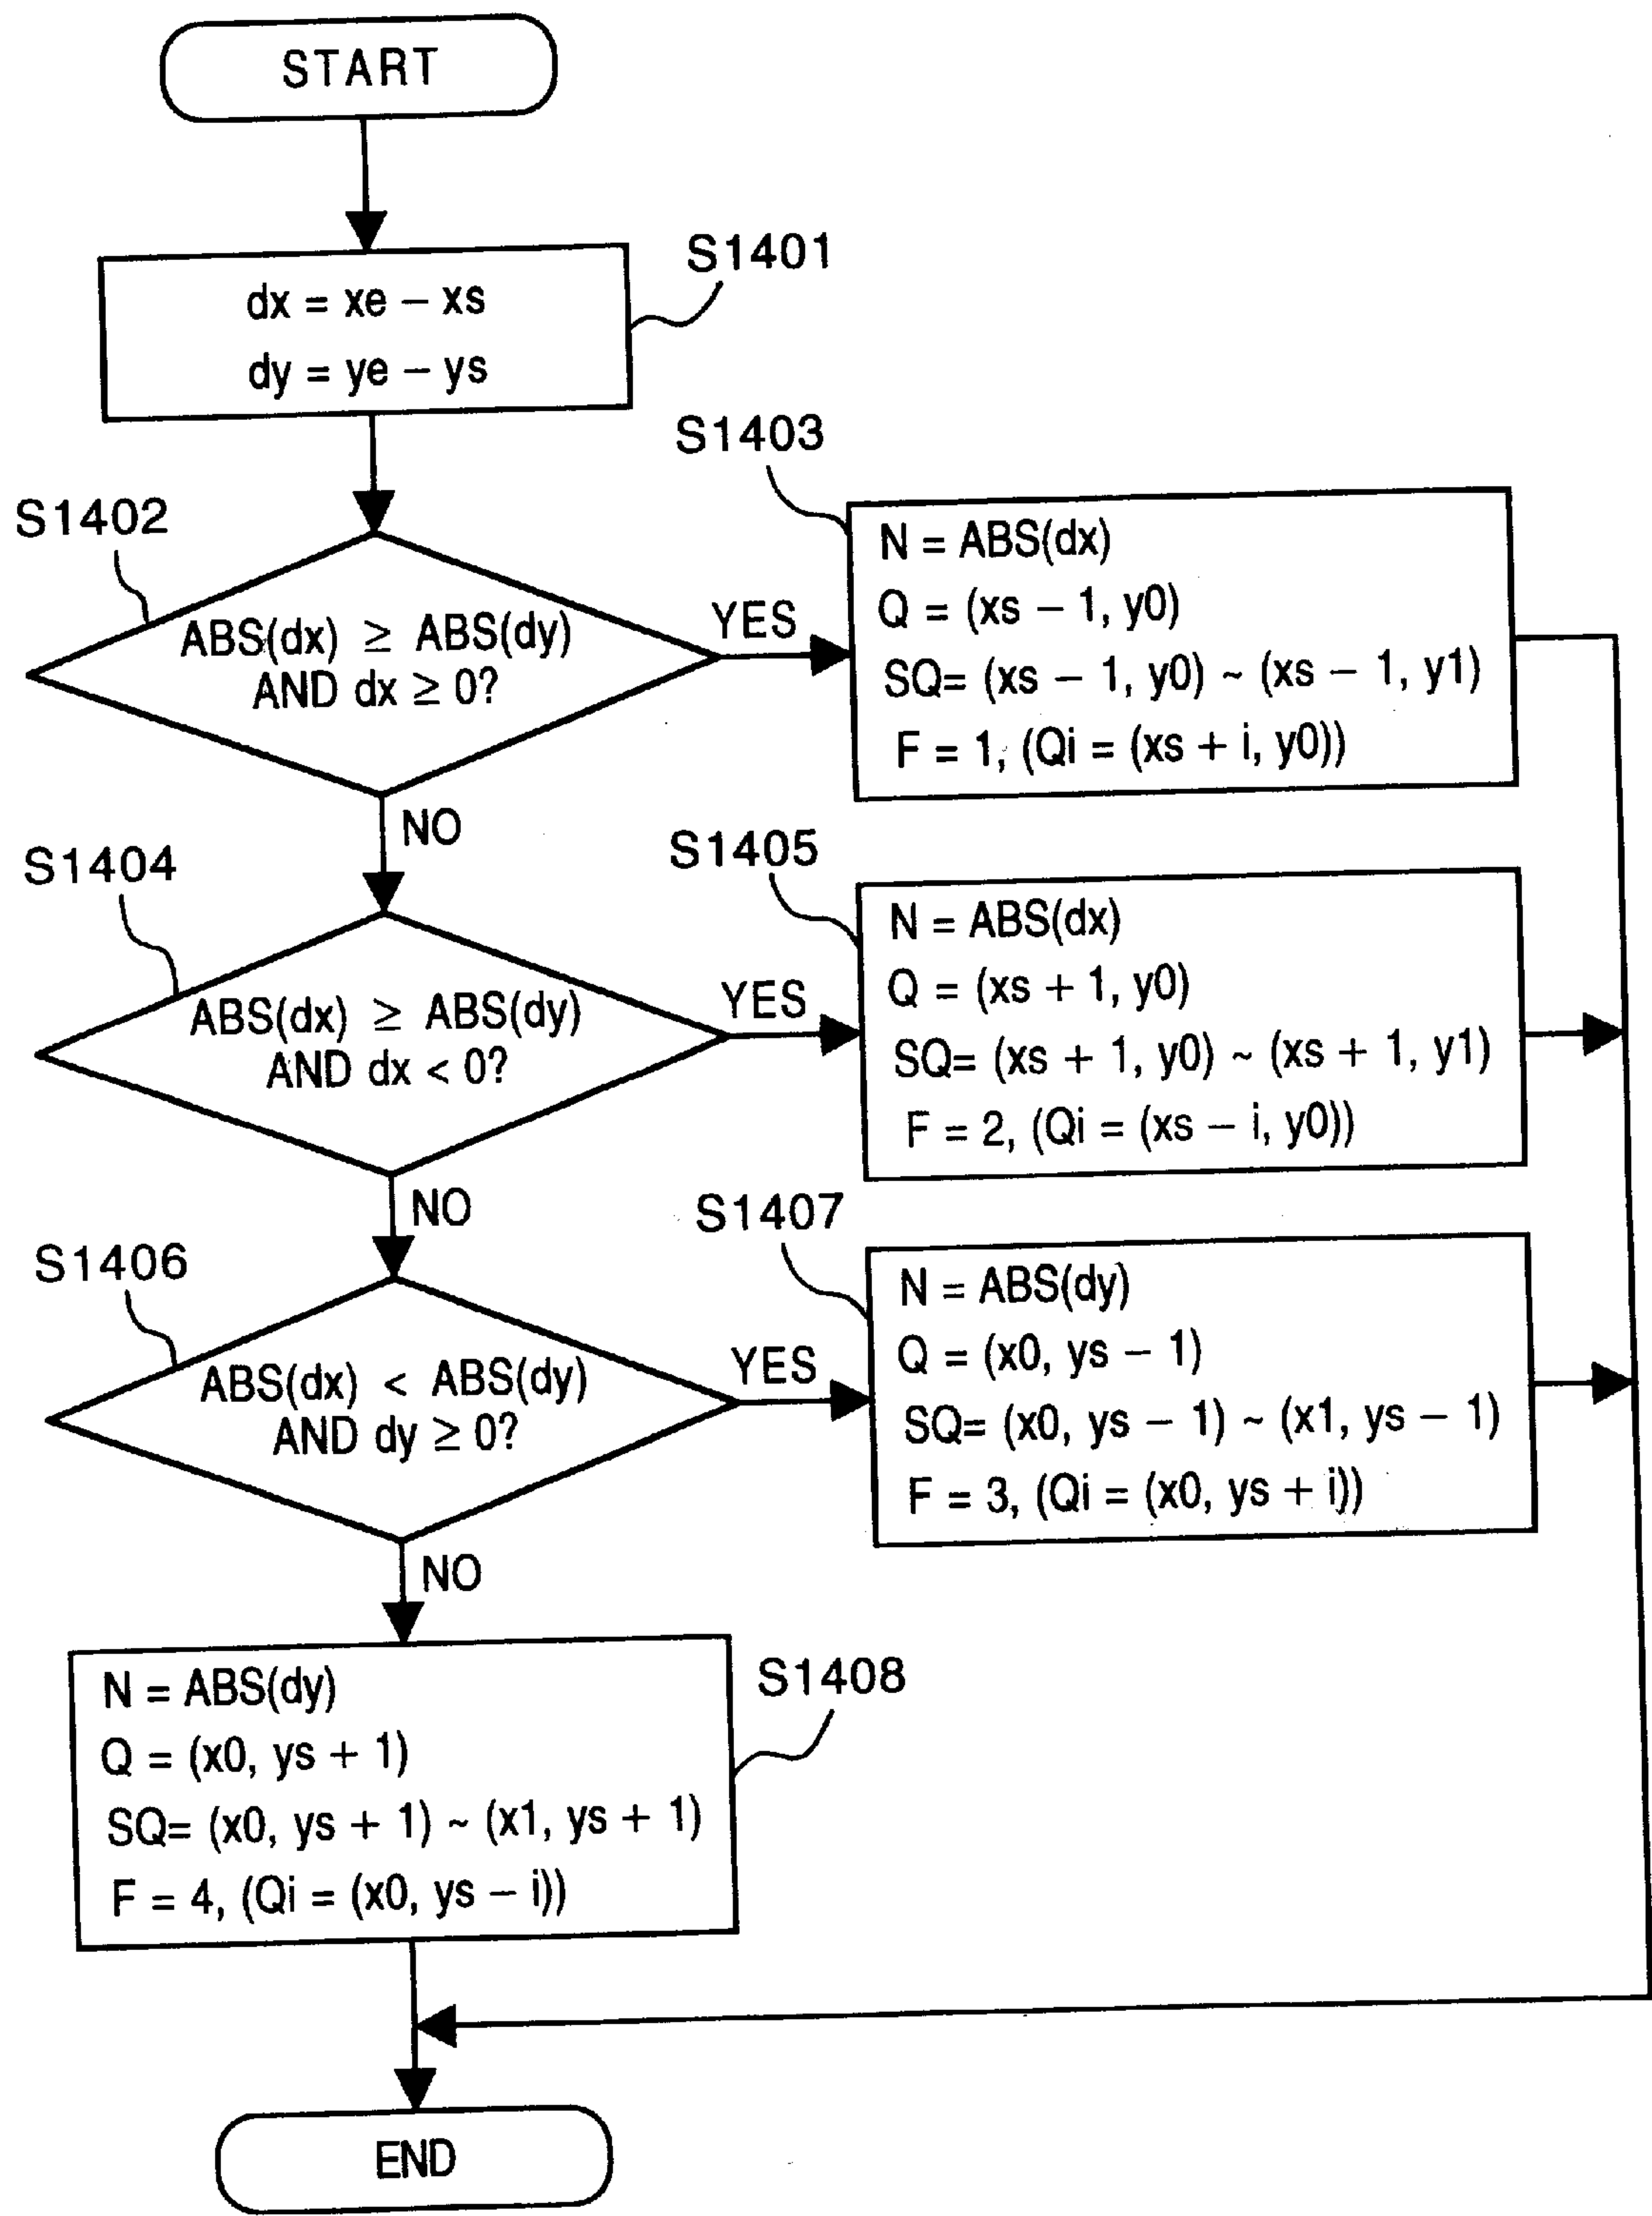 START
S1401
dx = xe − xs
dy = ye − ys
S1402
ABS(dx) ≥ ABS(dy)
AND dx ≥ 0?
YES
NO
S1403
N = ABS(dx)
Q = (xs − 1, y0)
SQ= (xs − 1, y0) ~ (xs − 1, y1)
F = 1, (Qi = (xs + i, y0))
S1404
ABS(dx) ≥ ABS(dy)
AND dx < 0?
YES
NO
S1405
N = ABS(dx)
Q = (xs + 1, y0)
SQ= (xs + 1, y0) ~ (xs + 1, y1)
F = 2, (Qi = (xs − i, y0))
S1406
ABS(dx) < ABS(dy)
AND dy ≥ 0?
YES
NO
S1407
N = ABS(dy)
Q = (x0, ys − 1)
SQ= (x0, ys − 1) ~ (x1, ys − 1)
F = 3, (Qi = (x0, ys + i))
S1408
N = ABS(dy)
Q = (x0, ys + 1)
SQ= (x0, ys + 1) ~ (x1, ys + 1)
F = 4, (Qi = (x0, ys − i))
END